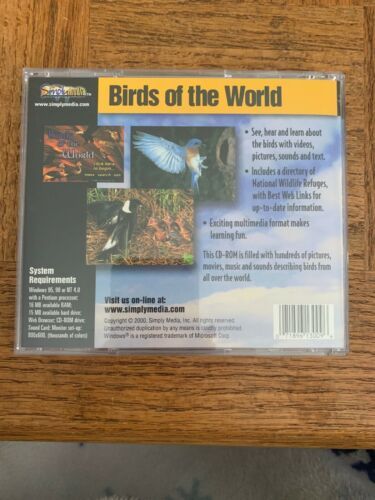 Simply Media™
www.simplymedia.com
Birds of the World
• See, hear and learn about
the birds with videos,
pictures, sounds and text.
• Includes a directory of
National Wildlife Refuges,
with Best Web Links for
up-to-date information.
• Exciting multimedia format makes
learning fun.
This CD-ROM is filled with hundreds of pictures,
movies, music and sounds describing birds from
all over the world.
World
System
Requirements
Windows 95, 98 or NT 4.0
with a Pentium processor;
16 MB available RAM;
15 MB available hard drive;
Web Browser; CD-ROM drive;
Sound Card; Monitor set-up:
800x600, (thousands of colors)
Visit us on-line at:
www.simplymedia.com
Copyright © 2000, Simply Media, Inc. All rights reserved.
Unauthorized duplication by any means is stricktly prohibited.
Windows® is a registered trademark of Microsoft Corp.